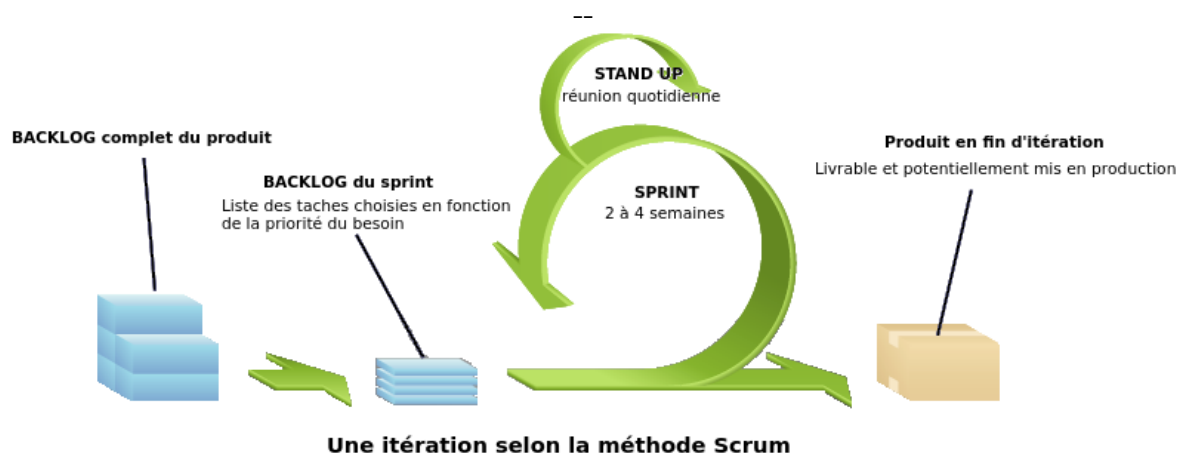 STAND UP
réunion quotidienne
BACKLOG complet du produit
Produit en fin d'itération
Livrable et potentiellement mis en production
BACKLOG du sprint
Liste des taches choisies en fonction
de la priorité du besoin
SPRINT
2 à 4 semaines
Une itération selon la méthode Scrum